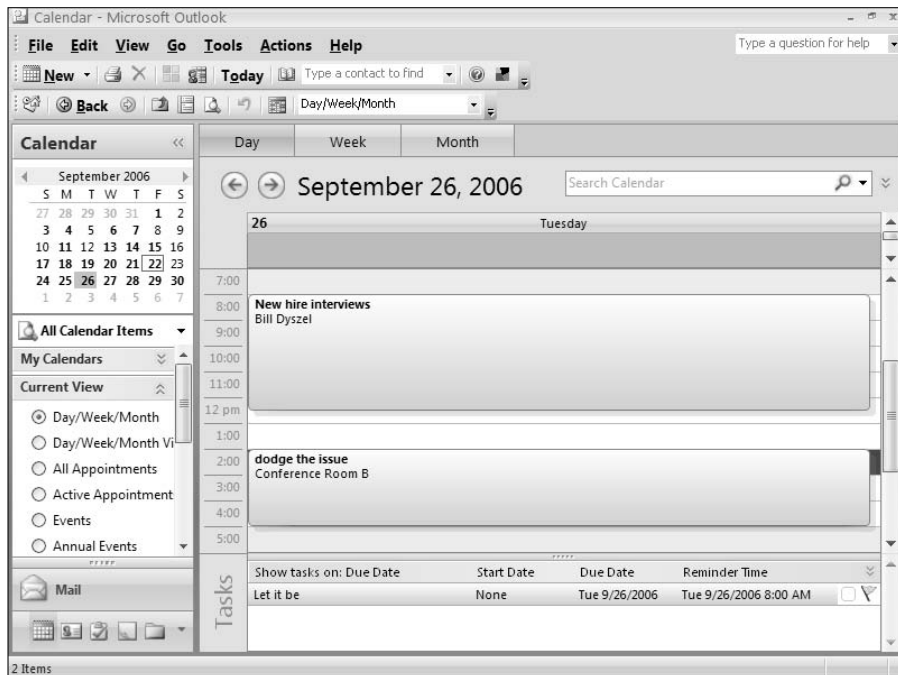 Calendar - Microsoft Outlook
File Edit View Go Tools Actions Help
Type a question for help
New Today Type a contact to find
Back Day/Week/Month
Calendar
Day Week Month
September 2006
S M T W T F S
27 28 29 30 31 1 2
3 4 5 6 7 8 9
10 11 12 13 14 15 16
17 18 19 20 21 22 23
24 25 26 27 28 29 30
1 2 3 4 5 6 7
All Calendar Items
My Calendars
Current View
Day/Week/Month
Day/Week/Month Vi
All Appointments
Active Appointment
Events
Annual Events
Mail
September 26, 2006
Search Calendar
26 Tuesday
7:00
8:00 New hire interviews
Bill Dyszel
9:00
10:00
11:00
12 pm
1:00
2:00 dodge the issue
Conference Room B
3:00
4:00
5:00
Tasks
Show tasks on: Due Date Start Date Due Date Reminder Time
Let it be None Tue 9/26/2006 Tue 9/26/2006 8:00 AM
2 Items